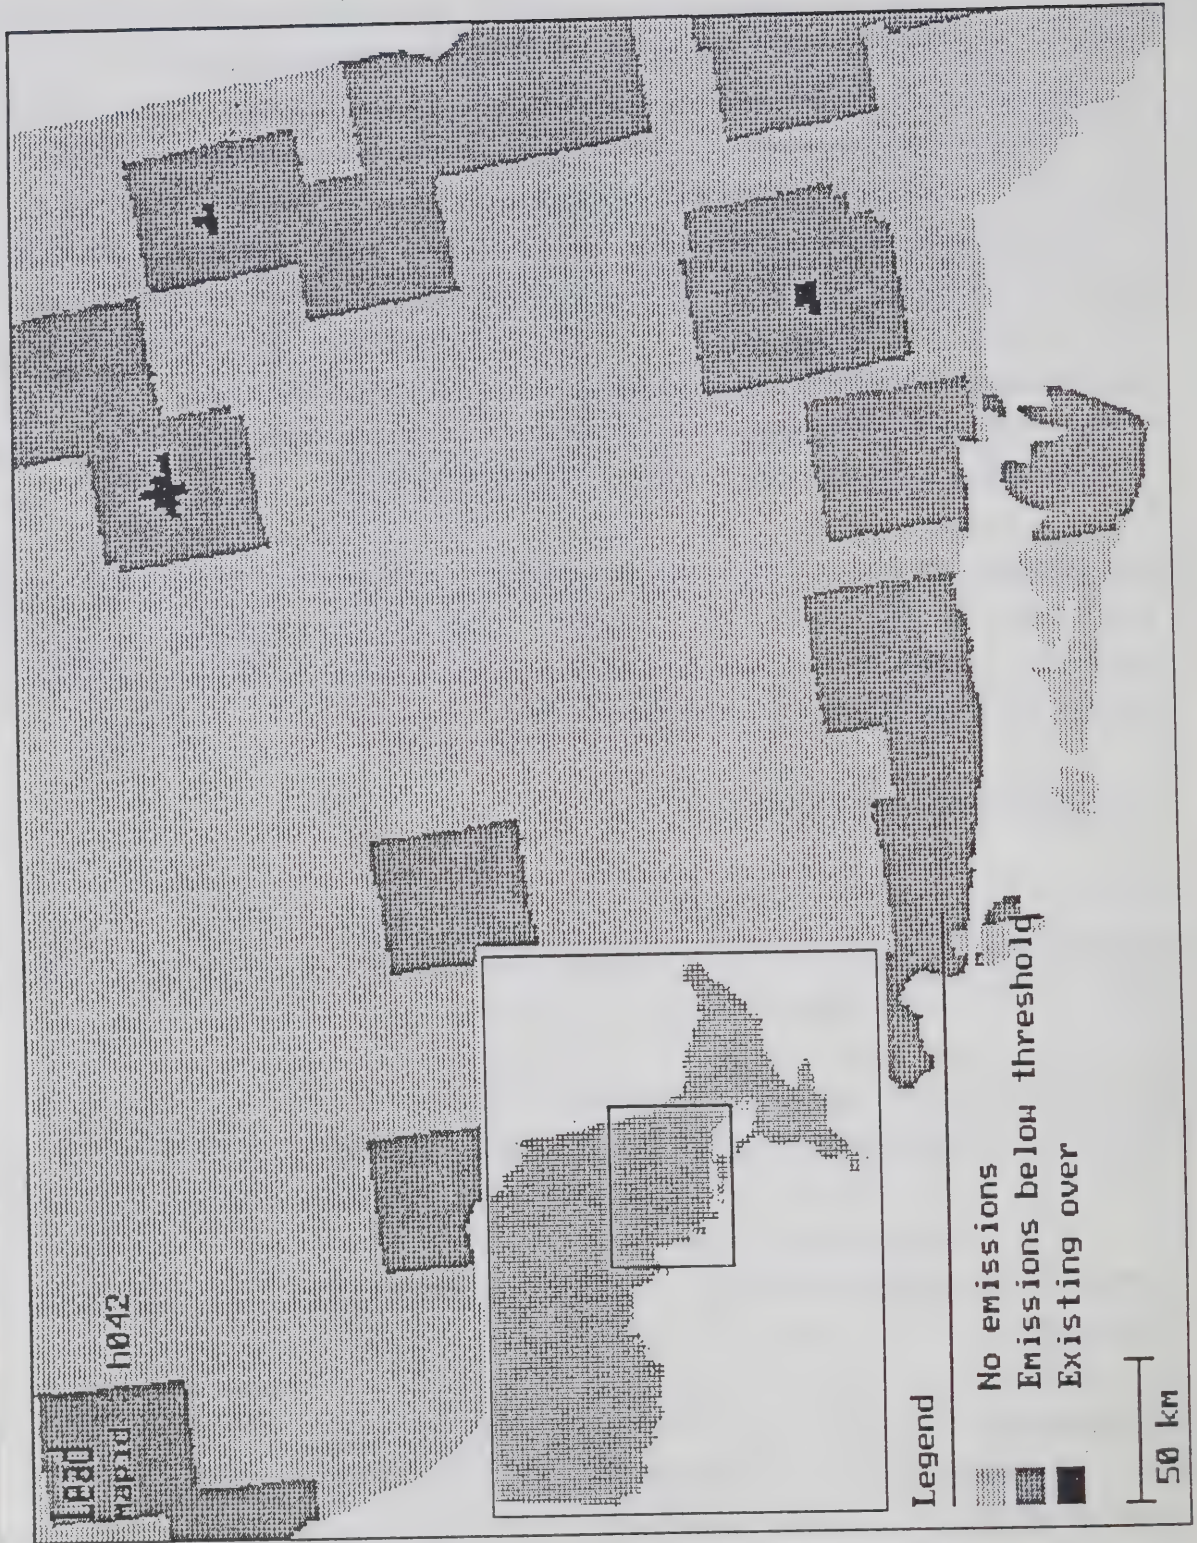 Lead
mapid h042
Legend
No emissions
Emissions below threshold
Existing over
50 km